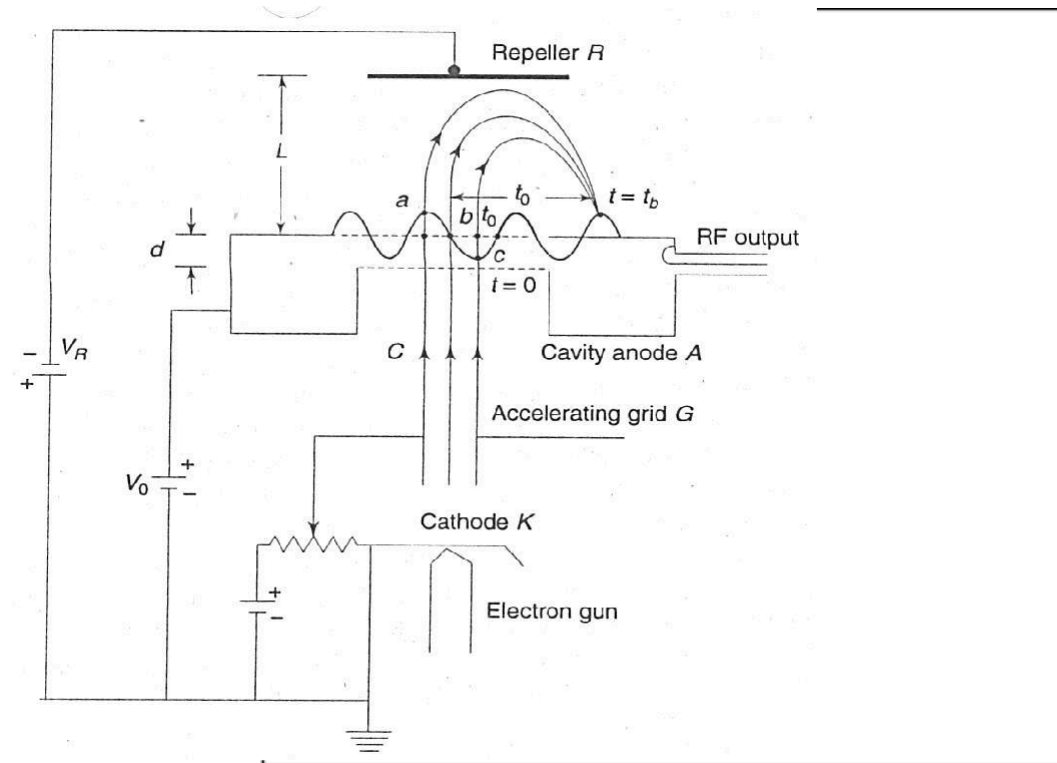 Repeller R
L
a
t0
t = tb
b
t0
d
c
RF output
t = 0
−
VR
+
C
Cavity anode A
Accelerating grid G
+
V0
−
Cathode K
+
−
Electron gun